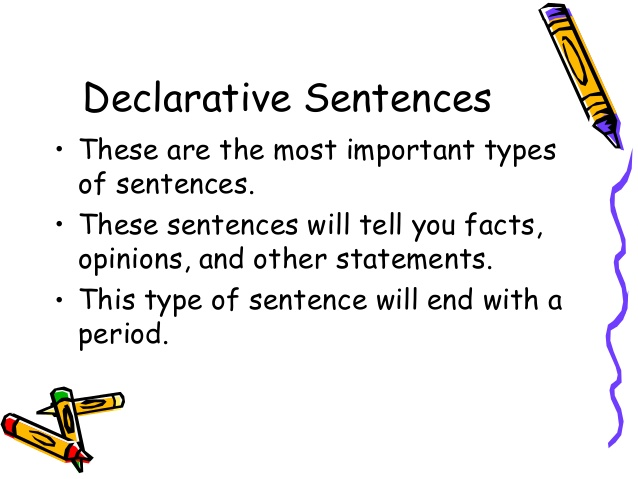 Declarative Sentences
• These are the most important types
of sentences.
• These sentences will tell you facts,
opinions, and other statements.
• This type of sentence will end with a
period.